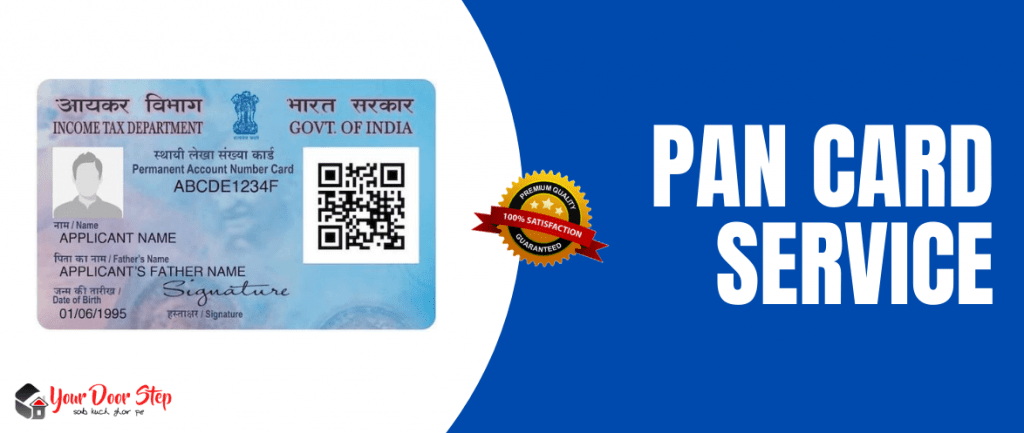 आयकर विभाग
भारत सरकार
INCOME TAX DEPARTMENT
GOVT. OF INDIA
स्थायी लेखा संख्या कार्ड
Permanent Account Number Card
ABCDE1234F
नाम / Name
APPLICANT NAME
पिता का नाम / Father's Name
APPLICANT'S FATHER NAME
जन्म की तारीख /
Date of Birth
01/06/1995
Signature
हस्ताक्षर / Signature
PREMIUM QUALITY
100% SATISFACTION
GUARANTEED
PAN CARD
SERVICE
Your Door Step
sab kuch ghar pe